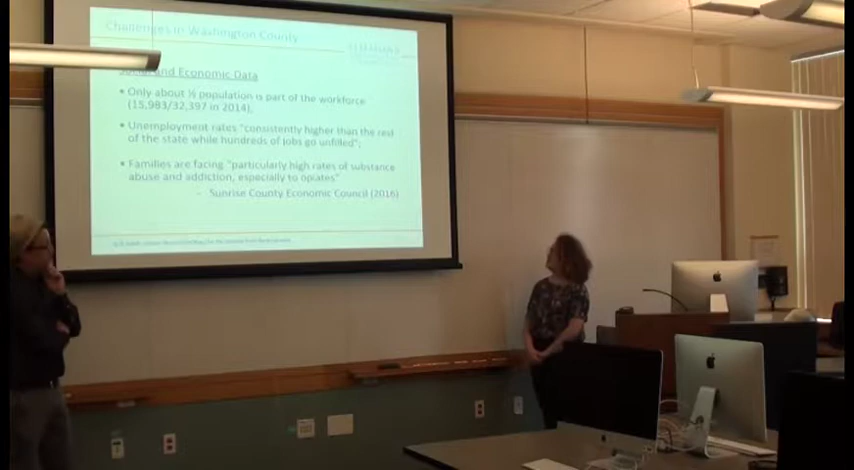 Challenges in Washington County
SIMMONS
and Economic Data
• Only about ½ population is part of the workforce
(15,983/32,397 in 2014),
• Unemployment rates "consistently higher than the rest
of the state while hundreds of jobs go unfilled",
• Families are facing "particularly high rates of substance
abuse and addiction, especially to opiates"
- Sunrise County Economic Council (2016)